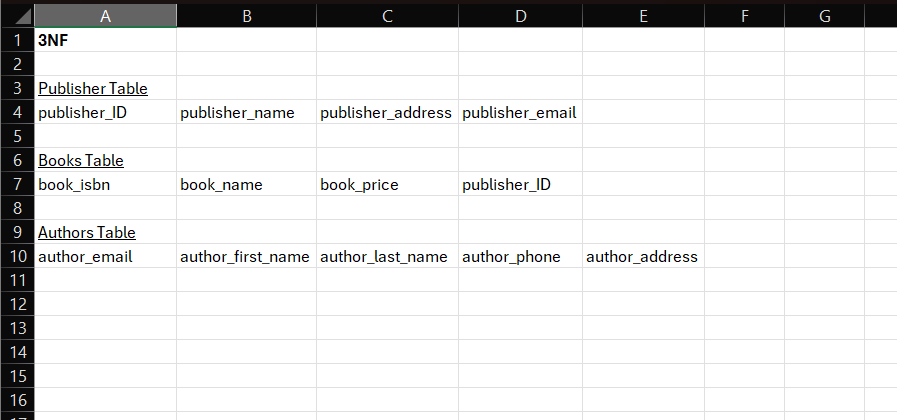 A B C D E F G
1 3NF
2
3 Publisher Table
4 publisher_ID publisher_name publisher_address publisher_email
5
6 Books Table
7 book_isbn book_name book_price publisher_ID
8
9 Authors Table
10 author_email author_first_name author_last_name author_phone author_address
11
12
13
14
15
16